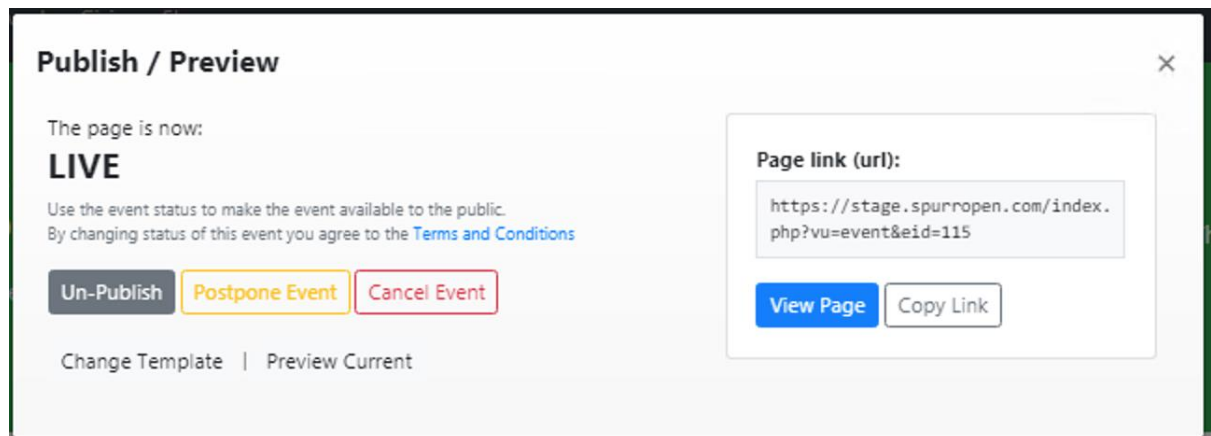 Publish / Preview
×
The page is now:
LIVE
Use the event status to make the event available to the public.
By changing status of this event you agree to the Terms and Conditions
Un-Publish Postpone Event Cancel Event
Change Template | Preview Current
Page link (url):
https://stage.spurropen.com/index.
php?vu=event&eid=115
View Page Copy Link